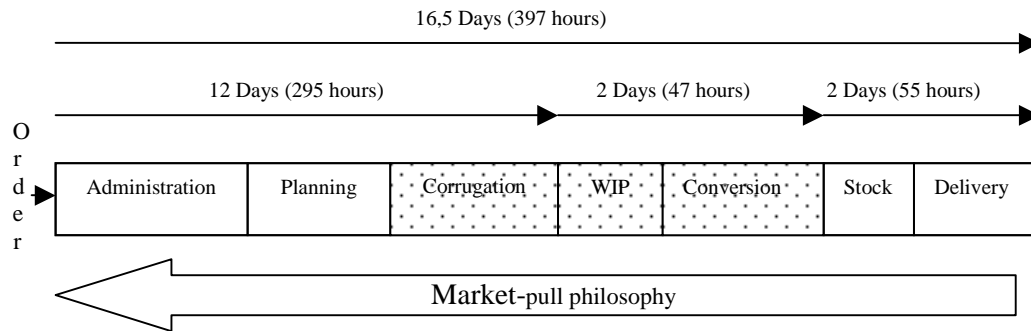 16,5 Days (397 hours)
12 Days (295 hours) 2 Days (47 hours) 2 Days (55 hours)
Order
Administration Planning Corrugation WIP Conversion Stock Delivery
Market-pull philosophy